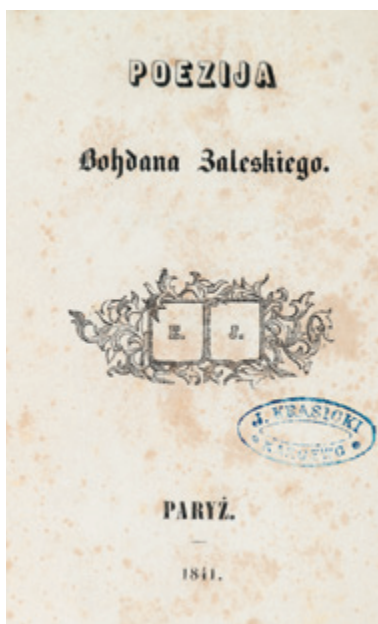 POEZIJA
Bohdana Zaleskiego.
E. J.
J. KRASICKI
PARYŻ.
1841.